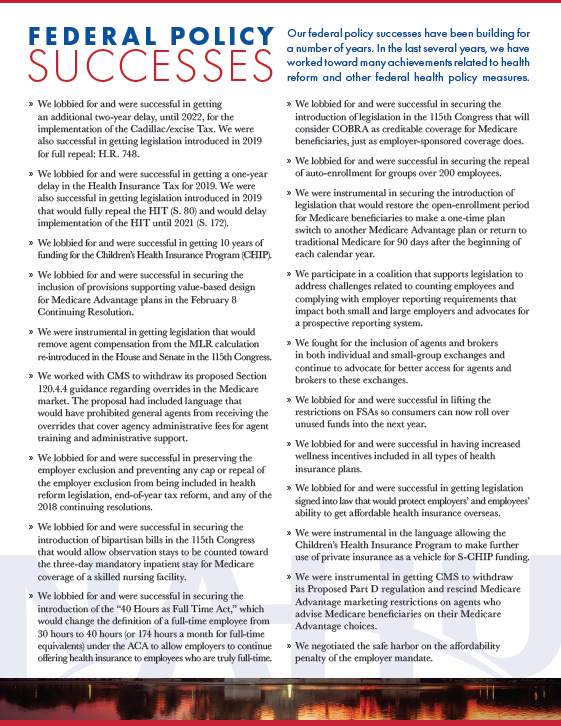 FEDERAL POLICY
SUCCESSES
Our federal policy successes have been building for
a number of years. In the last several years, we have
worked toward many achievements related to health
reform and other federal health policy measures.
» We lobbied for and were successful in getting
an additional two-year delay, until 2022, for the
implementation of the Cadillac/excise Tax. We were
also successful in getting legislation introduced in 2019
for full repeal: H.R. 748.
» We lobbied for and were successful in getting a one-year
delay in the Health Insurance Tax for 2019. We were
also successful in getting legislation introduced in 2019
that would fully repeal the HIT (S. 80) and would delay
implementation of the HIT until 2021 (S. 172).
» We lobbied for and were successful in getting 10 years of
funding for the Children's Health Insurance Program (CHIP).
» We lobbied for and were successful in securing the
inclusion of provisions supporting value-based design
for Medicare Advantage plans in the February 8
Continuing Resolution.
» We were instrumental in getting legislation that would
remove agent compensation from the MLR calculation
re-introduced in the House and Senate in the 115th Congress.
» We worked with CMS to withdraw its proposed Section
120.4.4 guidance regarding overrides in the Medicare
market. The proposal had included language that
would have prohibited general agents from receiving the
overrides that cover agency administrative fees for agent
training and administrative support.
» We lobbied for and were successful in preserving the
employer exclusion and preventing any cap or repeal of
the employer exclusion from being included in health
reform legislation, end-of-year tax reform, and any of the
2018 continuing resolutions.
» We lobbied for and were successful in securing the
introduction of bipartisan bills in the 115th Congress
that would allow observation stays to be counted toward
the three-day mandatory inpatient stay for Medicare
coverage of a skilled nursing facility.
» We lobbied for and were successful in securing the
introduction of the “40 Hours as Full Time Act,” which
would change the definition of a full-time employee from
30 hours to 40 hours (or 174 hours a month for full-time
equivalents) under the ACA to allow employers to continue
offering health insurance to employees who are truly full-time.
» We lobbied for and were successful in securing the
introduction of legislation in the 115th Congress that will
consider COBRA as creditable coverage for Medicare
beneficiaries, just as employer-sponsored coverage does.
» We lobbied for and were successful in securing the repeal
of auto-enrollment for groups over 200 employees.
» We were instrumental in securing the introduction of
legislation that would restore the open-enrollment period
for Medicare beneficiaries to make a one-time plan
switch to another Medicare Advantage plan or return to
traditional Medicare for 90 days after the beginning of
each calendar year.
» We participate in a coalition that supports legislation to
address challenges related to counting employees and
complying with employer reporting requirements that
impact both small and large employers and advocates for
a prospective reporting system.
» We fought for the inclusion of agents and brokers
in both individual and small-group exchanges and
continue to advocate for better access for agents and
brokers to these exchanges.
» We lobbied for and were successful in lifting the
restrictions on FSAs so consumers can now roll over
unused funds into the next year.
» We lobbied for and were successful in having increased
wellness incentives included in all types of health
insurance plans.
» We lobbied for and were successful in getting legislation
signed into law that would protect employers' and employees'
ability to get affordable health insurance overseas.
» We were instrumental in the language allowing the
Children's Health Insurance Program to make further
use of private insurance as a vehicle for S-CHIP funding.
» We were instrumental in getting CMS to withdraw
its Proposed Part D regulation and rescind Medicare
Advantage marketing restrictions on agents who
advise Medicare beneficiaries on their Medicare
Advantage choices.
» We negotiated the safe harbor on the affordability
penalty of the employer mandate.
NAHU